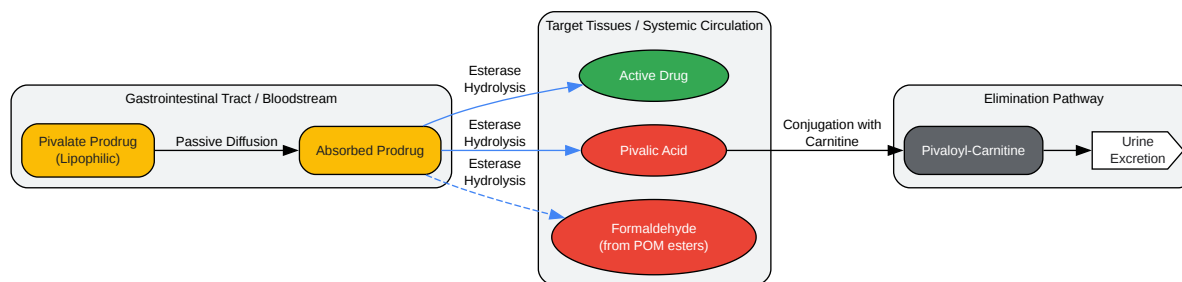 Gastrointestinal Tract / Bloodstream
Pivalate Prodrug
(Lipophilic)
Passive Diffusion
Absorbed Prodrug
Esterase
Hydrolysis
Esterase
Hydrolysis
Esterase
Hydrolysis
Target Tissues / Systemic Circulation
Active Drug
Pivalic Acid
Formaldehyde
(from POM esters)
Conjugation with
Carnitine
Elimination Pathway
Pivaloyl-Carnitine
Urine
Excretion